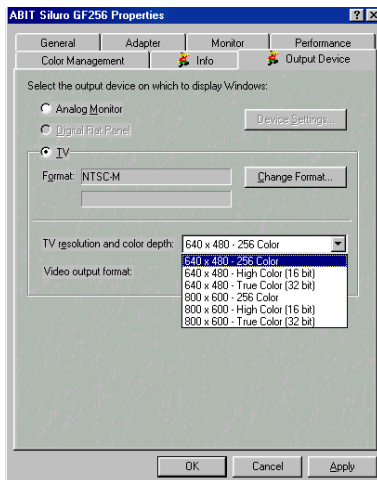 ABIT Siluro GF256 Properties
General
Adapter
Monitor
Performance
Color Management
Info
Output Device
Select the output device on which to display Windows:
Analog Monitor
Digital Flat Panel
Device Settings...
TV
Format: NTSC-M
Change Format...
TV resolution and color depth: 640 x 480 - 256 Color
Video output format:
640 x 480 - 256 Color
640 x 480 - High Color (16 bit)
640 x 480 - True Color (32 bit)
800 x 600 - 256 Color
800 x 600 - High Color (16 bit)
800 x 600 - True Color (32 bit)
OK
Cancel
Apply